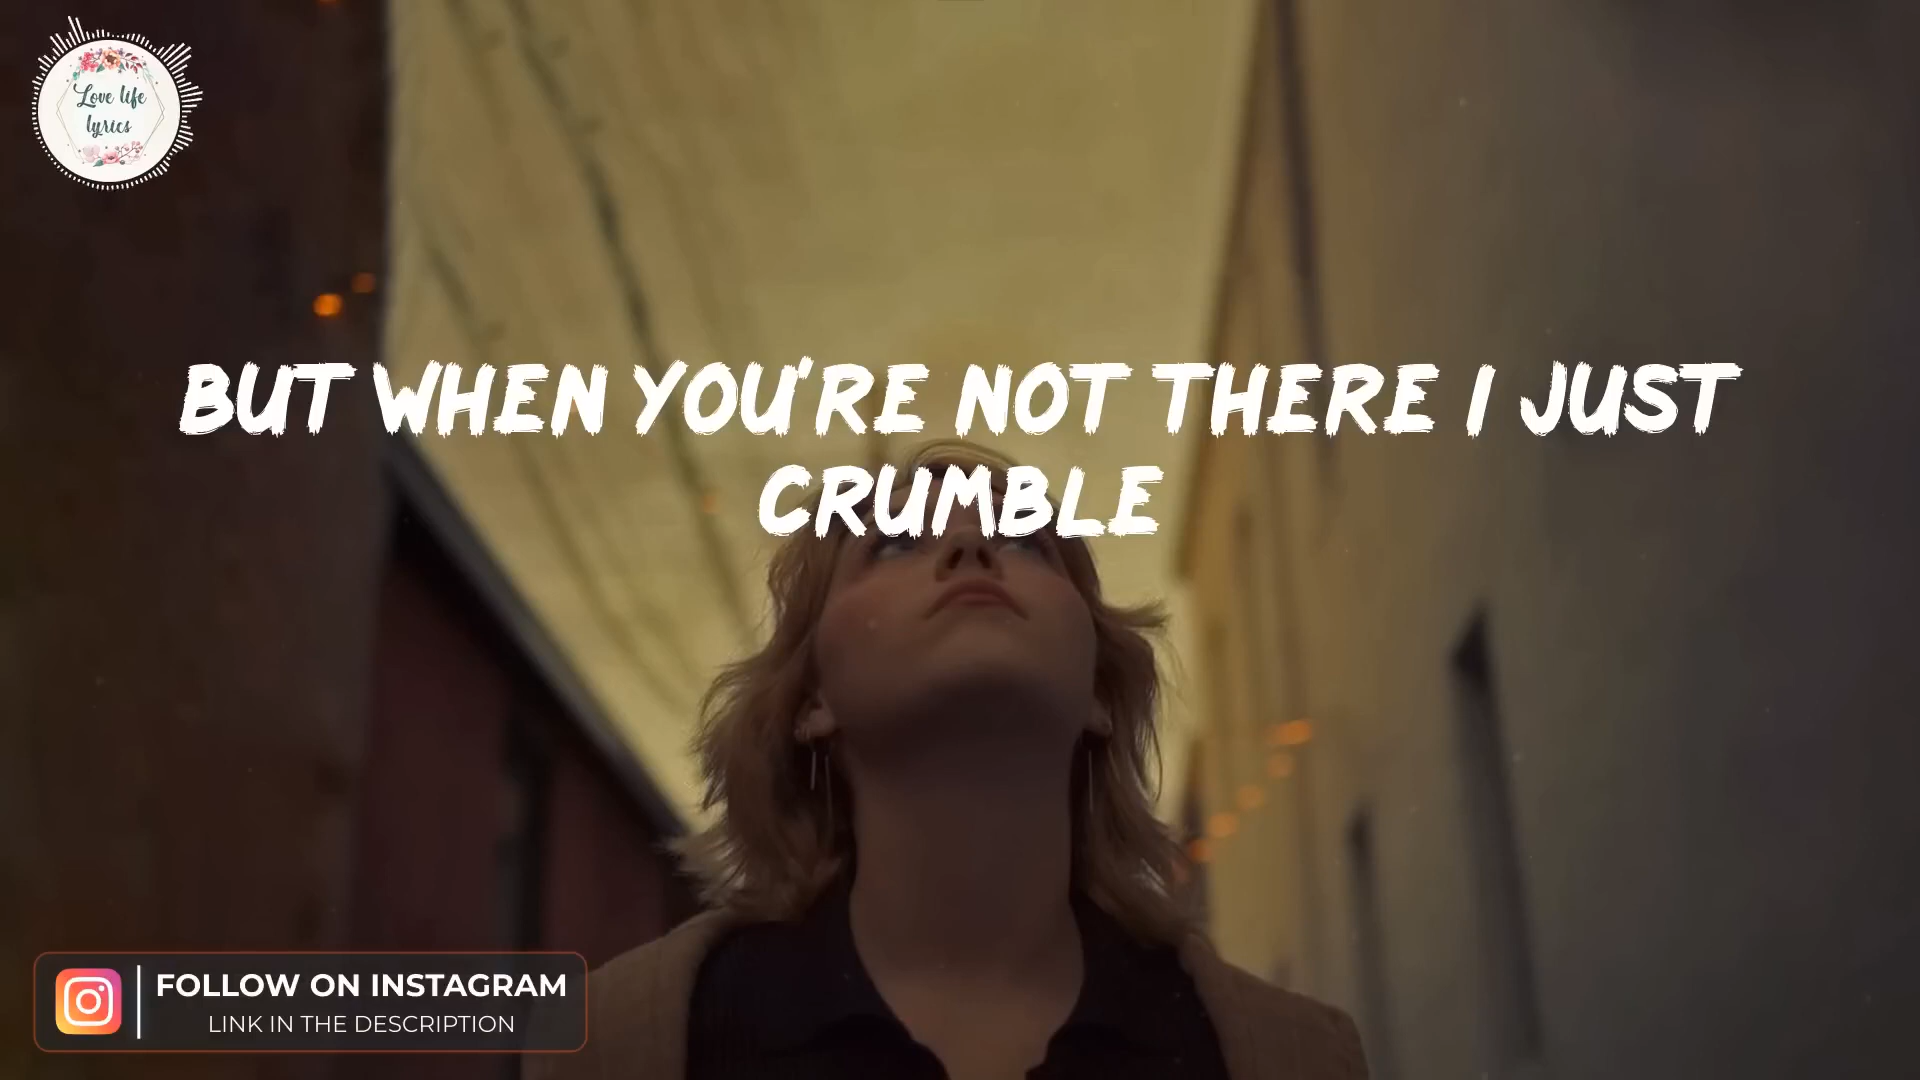 Love life
lyrics
BUT WHEN YOU'RE NOT THERE I JUST
CRUMBLE
FOLLOW ON INSTAGRAM
LINK IN THE DESCRIPTION